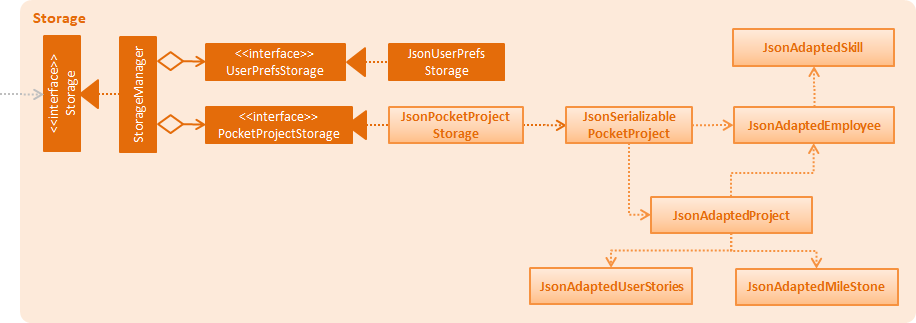 Storage
<<interface>>
Storage
StorageManager
<<interface>>
UserPrefsStorage
JsonUserPrefs
Storage
<<interface>>
PocketProjectStorage
JsonPocketProject
Storage
JsonSerializable
PocketProject
JsonAdaptedSkill
JsonAdaptedEmployee
JsonAdaptedProject
JsonAdaptedUserStories
JsonAdaptedMileStone